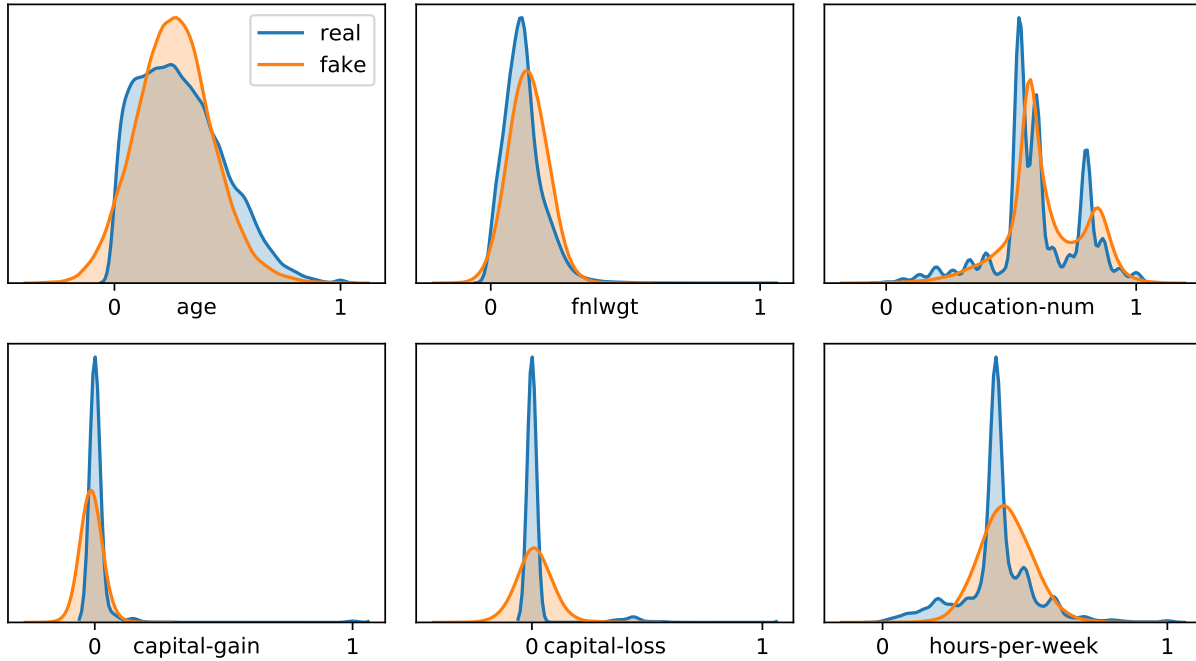 real
fake
0 age 1
0 fnlwgt 1
0 education-num 1
0 capital-gain 1
0 capital-loss 1
0 hours-per-week 1